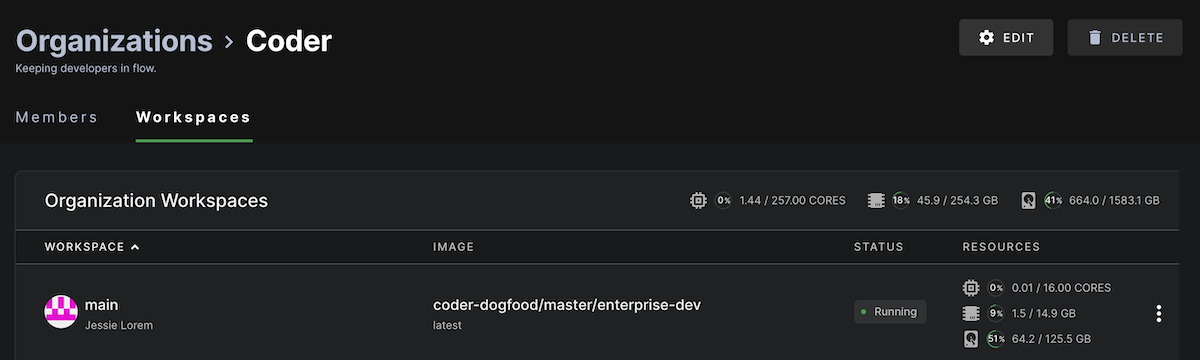 Organizations > Coder
EDIT
DELETE
Keeping developers in flow.
Members
Workspaces
Organization Workspaces
0% 1.44 / 257.00 CORES
18% 45.9 / 254.3 GB
41% 664.0 / 1583.1 GB
WORKSPACE
IMAGE
STATUS
RESOURCES
main
Jessie Lorem
coder-dogfood/master/enterprise-dev
latest
Running
0% 0.01 / 16.00 CORES
9% 1.5 / 14.9 GB
51% 64.2 / 125.5 GB